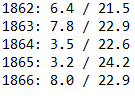 1862: 6.4 / 21.5
1863: 7.8 / 22.9
1864: 3.5 / 22.6
1865: 3.2 / 24.2
1866: 8.0 / 22.9